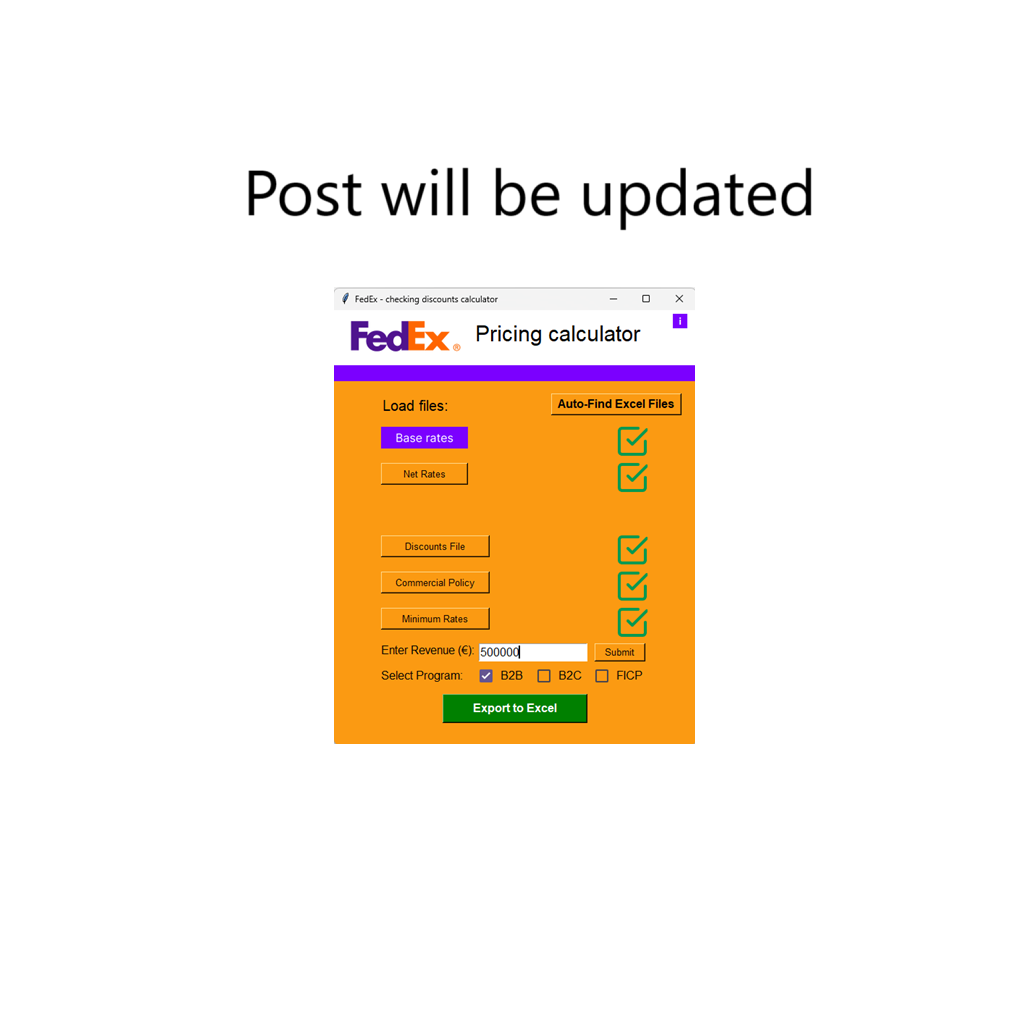 Post will be updated
FedEx - checking discounts calculator
FedEx® Pricing calculator i
Load files: Auto-Find Excel Files
Base rates
Net Rates
Discounts File
Commercial Policy
Minimum Rates
Enter Revenue (€): 500000 Submit
Select Program: B2B B2C FICP
Export to Excel